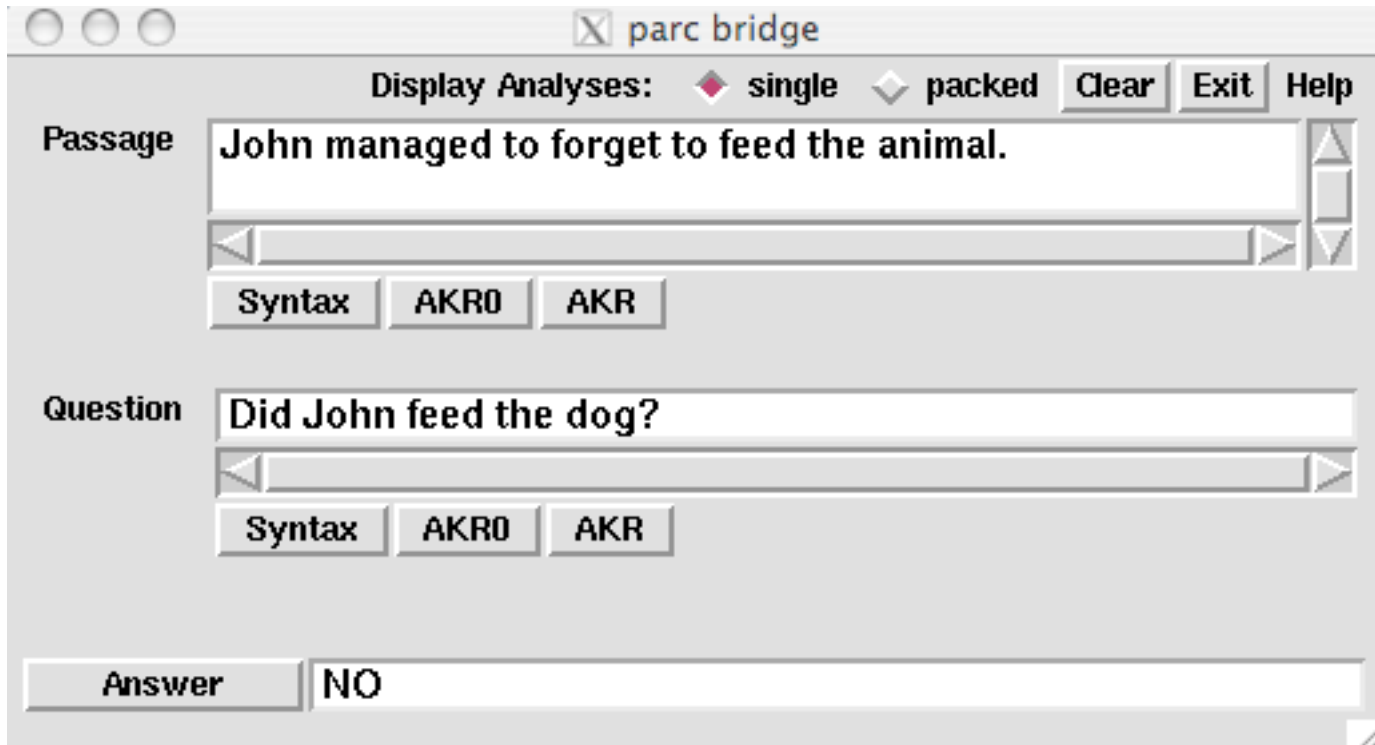 X parc bridge
Display Analyses: single packed Clear Exit Help
Passage John managed to forget to feed the animal.
Syntax AKR0 AKR
Question Did John feed the dog?
Syntax AKR0 AKR
Answer NO